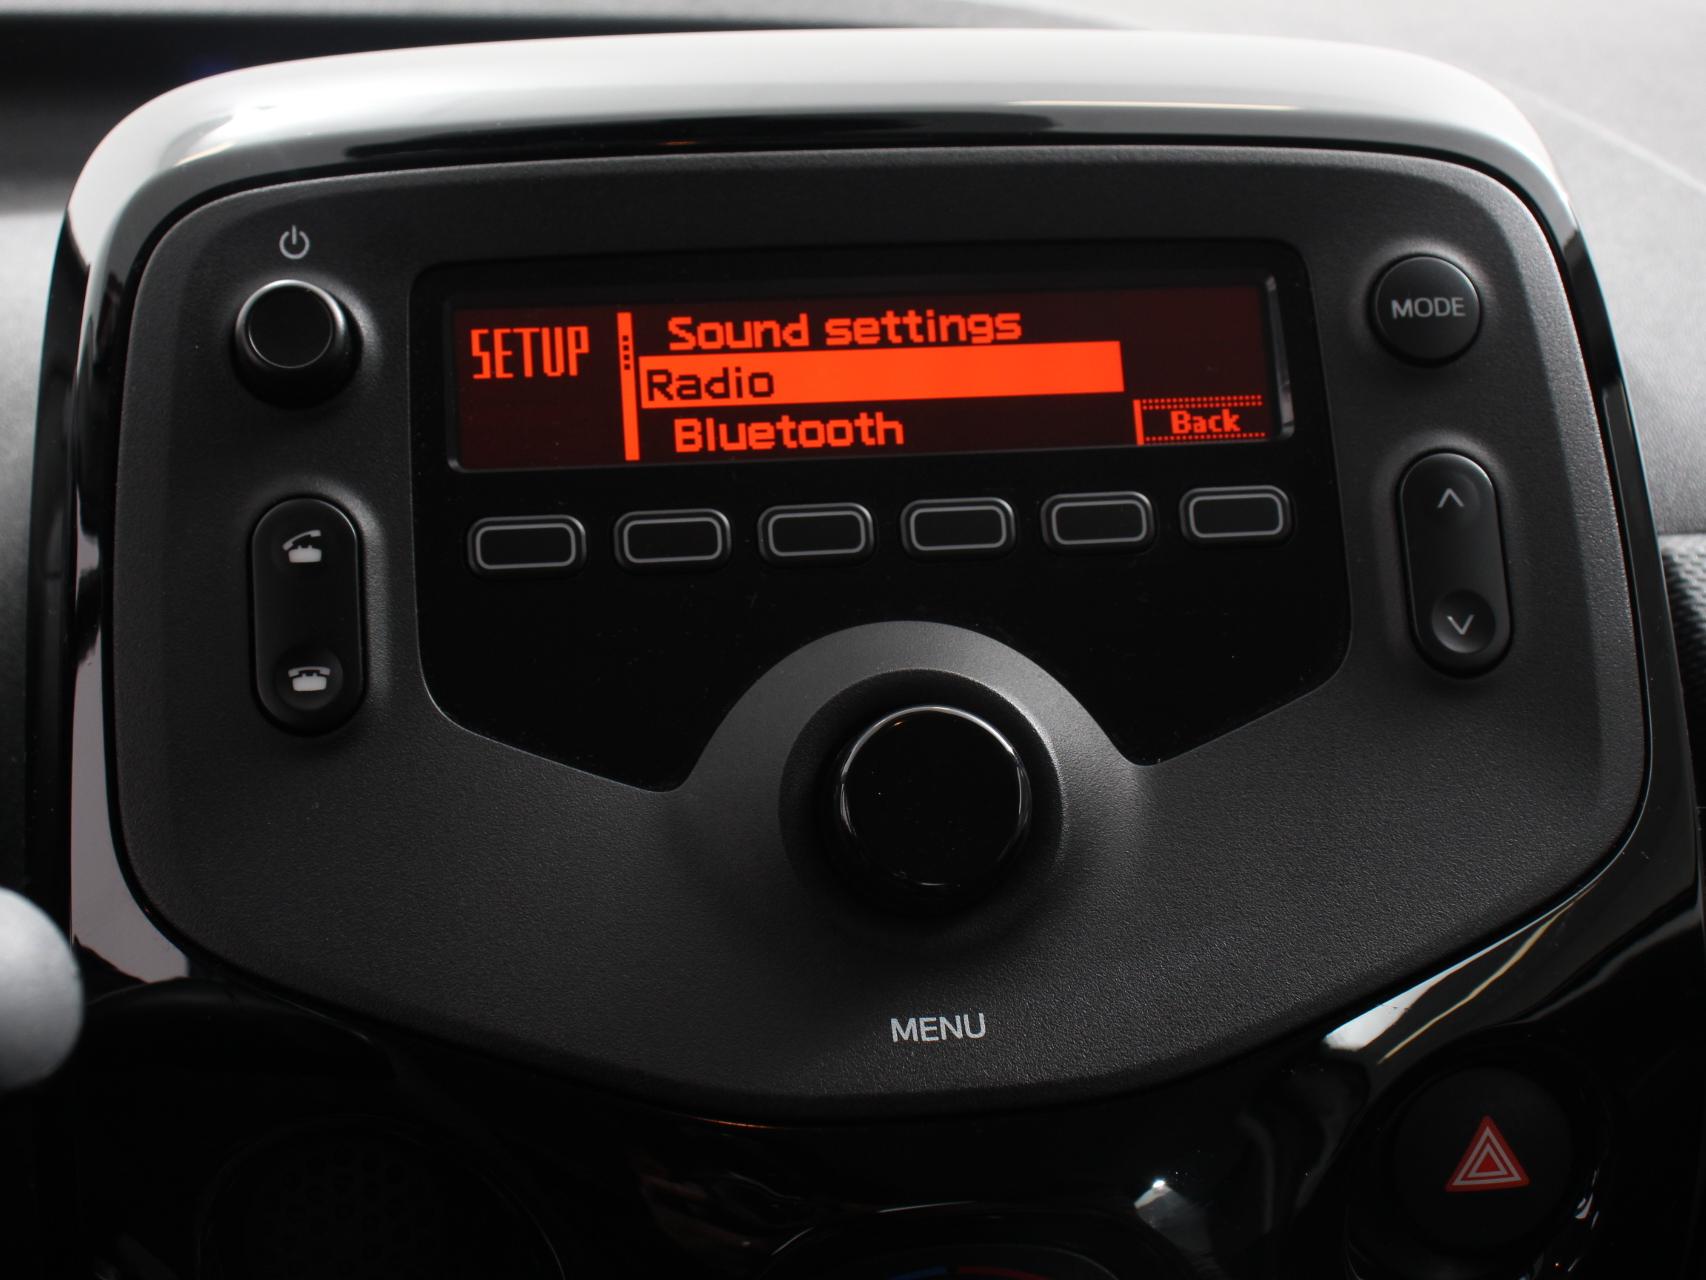 SETUP
Sound settings
Radio
Bluetooth
Back
MODE
MENU